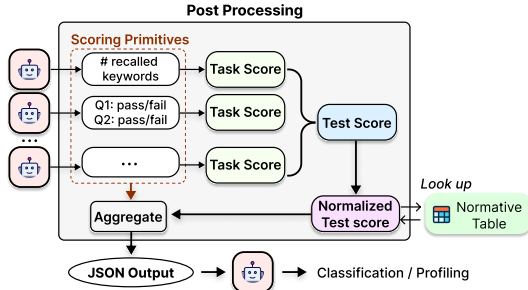 Post Processing
Scoring Primitives
# recalled
keywords
Task Score
Q1: pass/fail
Q2: pass/fail
Task Score
Test Score
...
...
Task Score
Look up
Aggregate
Normalized
Test score
Normative
Table
JSON Output
Classification / Profiling